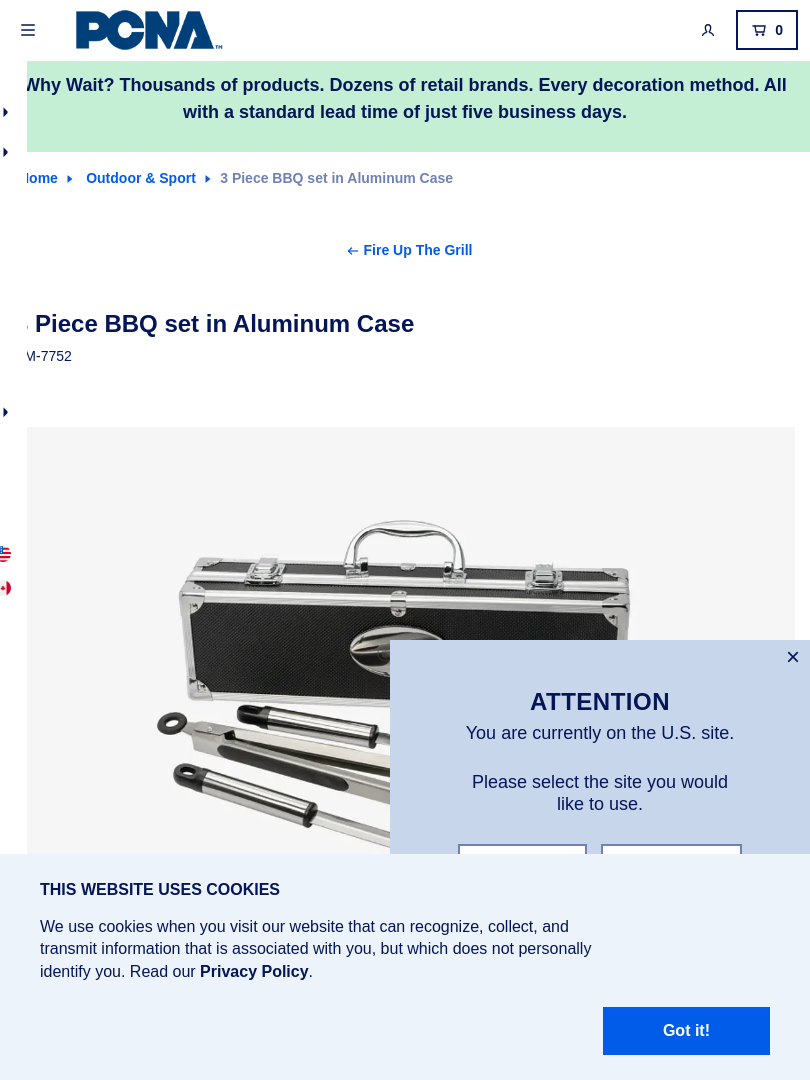 PCNA™
0
Why Wait? Thousands of products. Dozens of retail brands. Every decoration method. All
with a standard lead time of just five business days.
Home
Outdoor & Sport
3 Piece BBQ set in Aluminum Case
Fire Up The Grill
Piece BBQ set in Aluminum Case
M-7752
ATTENTION
You are currently on the U.S. site.
Please select the site you would
like to use.
THIS WEBSITE USES COOKIES
We use cookies when you visit our website that can recognize, collect, and
transmit information that is associated with you, but which does not personally
identify you. Read our Privacy Policy.
Got it!